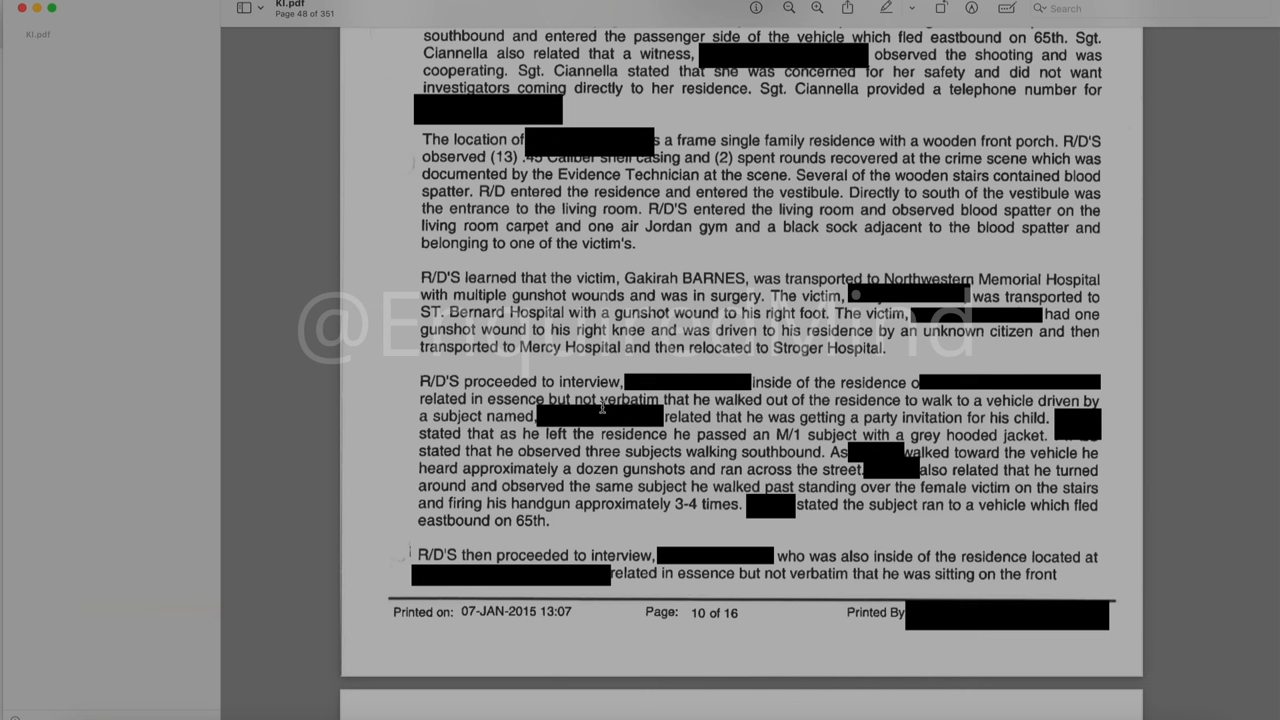 KI.pdf
Page 48 of 351
Search
KI.pdf
southbound and entered the passenger side of the vehicle which fled eastbound on 65th. Sgt.
Ciannella also related that a witness, observed the shooting and was
cooperating. Sgt. Ciannella stated that she was concerned for her safety and did not want
investigators coming directly to her residence. Sgt. Ciannella provided a telephone number for
The location of s a frame single family residence with a wooden front porch. R/D'S
observed (13) .45 Caliber shell casing and (2) spent rounds recovered at the crime scene which was
documented by the Evidence Technician at the scene. Several of the wooden stairs contained blood
spatter. R/D entered the residence and entered the vestibule. Directly to south of the vestibule was
the entrance to the living room. R/D'S entered the living room and observed blood spatter on the
living room carpet and one air Jordan gym and a black sock adjacent to the blood spatter and
belonging to one of the victim's.
R/D'S learned that the victim, Gakirah BARNES, was transported to Northwestern Memorial Hospital
with multiple gunshot wounds and was in surgery. The victim, was transported to
ST. Bernard Hospital with a gunshot wound to his right foot. The victim, had one
gunshot wound to his right knee and was driven to his residence by an unknown citizen and then
transported to Mercy Hospital and then relocated to Stroger Hospital.
R/D'S proceeded to interview, inside of the residence o
related in essence but not verbatim that he walked out of the residence to walk to a vehicle driven by
a subject named, related that he was getting a party invitation for his child.
stated that as he left the residence he passed an M/1 subject with a grey hooded jacket.
stated that he observed three subjects walking southbound. As walked toward the vehicle he
heard approximately a dozen gunshots and ran across the street. also related that he turned
around and observed the same subject he walked past standing over the female victim on the stairs
and firing his handgun approximately 3-4 times. stated the subject ran to a vehicle which fled
eastbound on 65th.
R/D'S then proceeded to interview, who was also inside of the residence located at
related in essence but not verbatim that he was sitting on the front
Printed on: 07-JAN-2015 13:07 Page: 10 of 16 Printed By